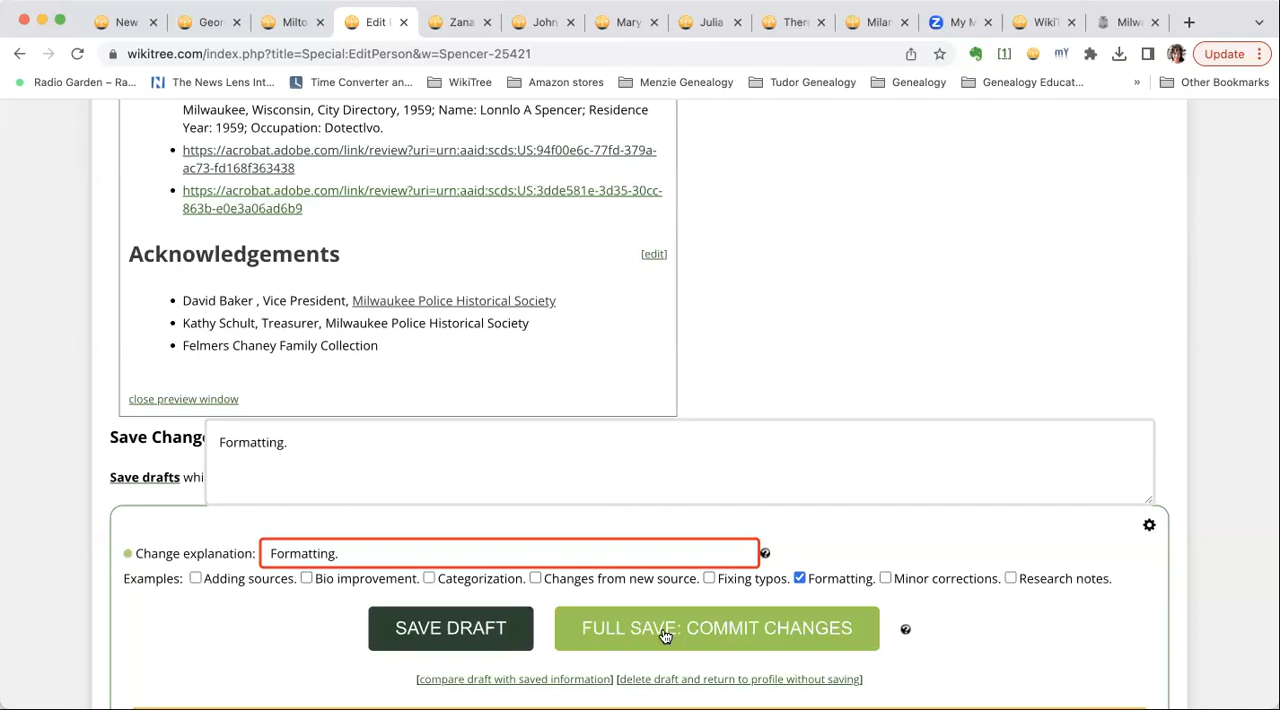 New
Geor
Milto
Edit
Zana
John
Mary
Julia
Ther
Milan
My M
WikiT
Milw
wikitree.com/index.php?title=Special:EditPerson&w=Spencer-25421
[1]
mY
Update
Radio Garden – Ra...
The News Lens Int...
Time Converter an...
WikiTree
Amazon stores
Menzie Genealogy
Tudor Genealogy
Genealogy
Genealogy Educat...
»
Other Bookmarks
Milwaukee, Wisconsin, City Directory, 1959; Name: Lonnlo A Spencer; Residence
Year: 1959; Occupation: Dotectlvo.
https://acrobat.adobe.com/link/review?uri=urn:aaid:scds:US:94f00e6c-77fd-379a-
ac73-fd168f363438
https://acrobat.adobe.com/link/review?uri=urn:aaid:scds:US:3dde581e-3d35-30cc-
863b-e0e3a06ad6b9
Acknowledgements
[edit]
David Baker , Vice President, Milwaukee Police Historical Society
Kathy Schult, Treasurer, Milwaukee Police Historical Society
Felmers Chaney Family Collection
close preview window
Save Change
Formatting.
Save drafts whi
Change explanation: Formatting.
Examples: Adding sources. Bio improvement. Categorization. Changes from new source. Fixing typos. Formatting. Minor corrections. Research notes.
SAVE DRAFT
FULL SAVE: COMMIT CHANGES
[compare draft with saved information] [delete draft and return to profile without saving]